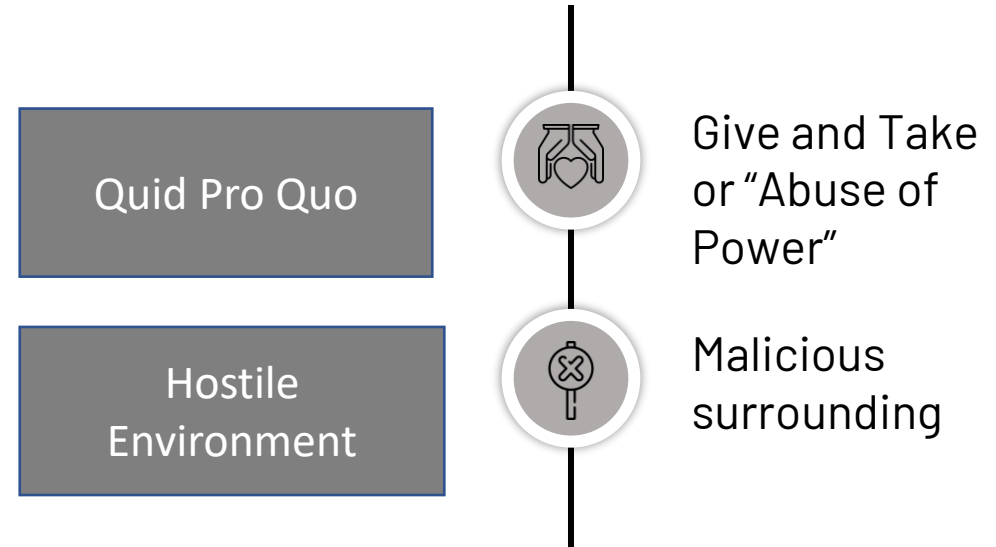 Quid Pro Quo
Give and Take
or “Abuse of
Power”
Hostile
Environment
Malicious
surrounding